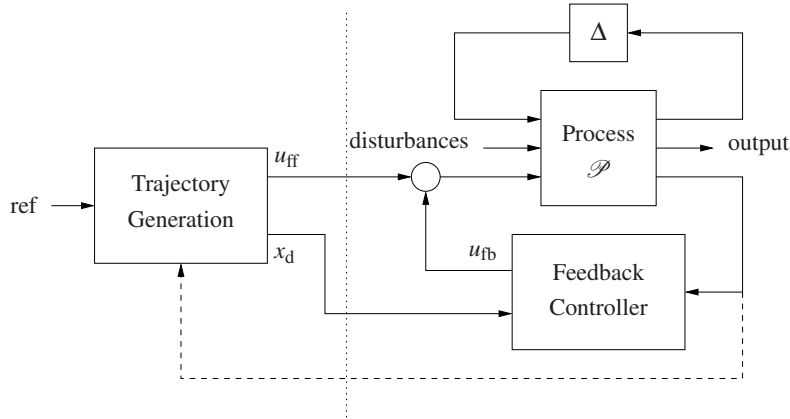 Δ
disturbances
Process
𝒫
output
ref
Trajectory
Generation
u_ff
x_d
u_fb
Feedback
Controller